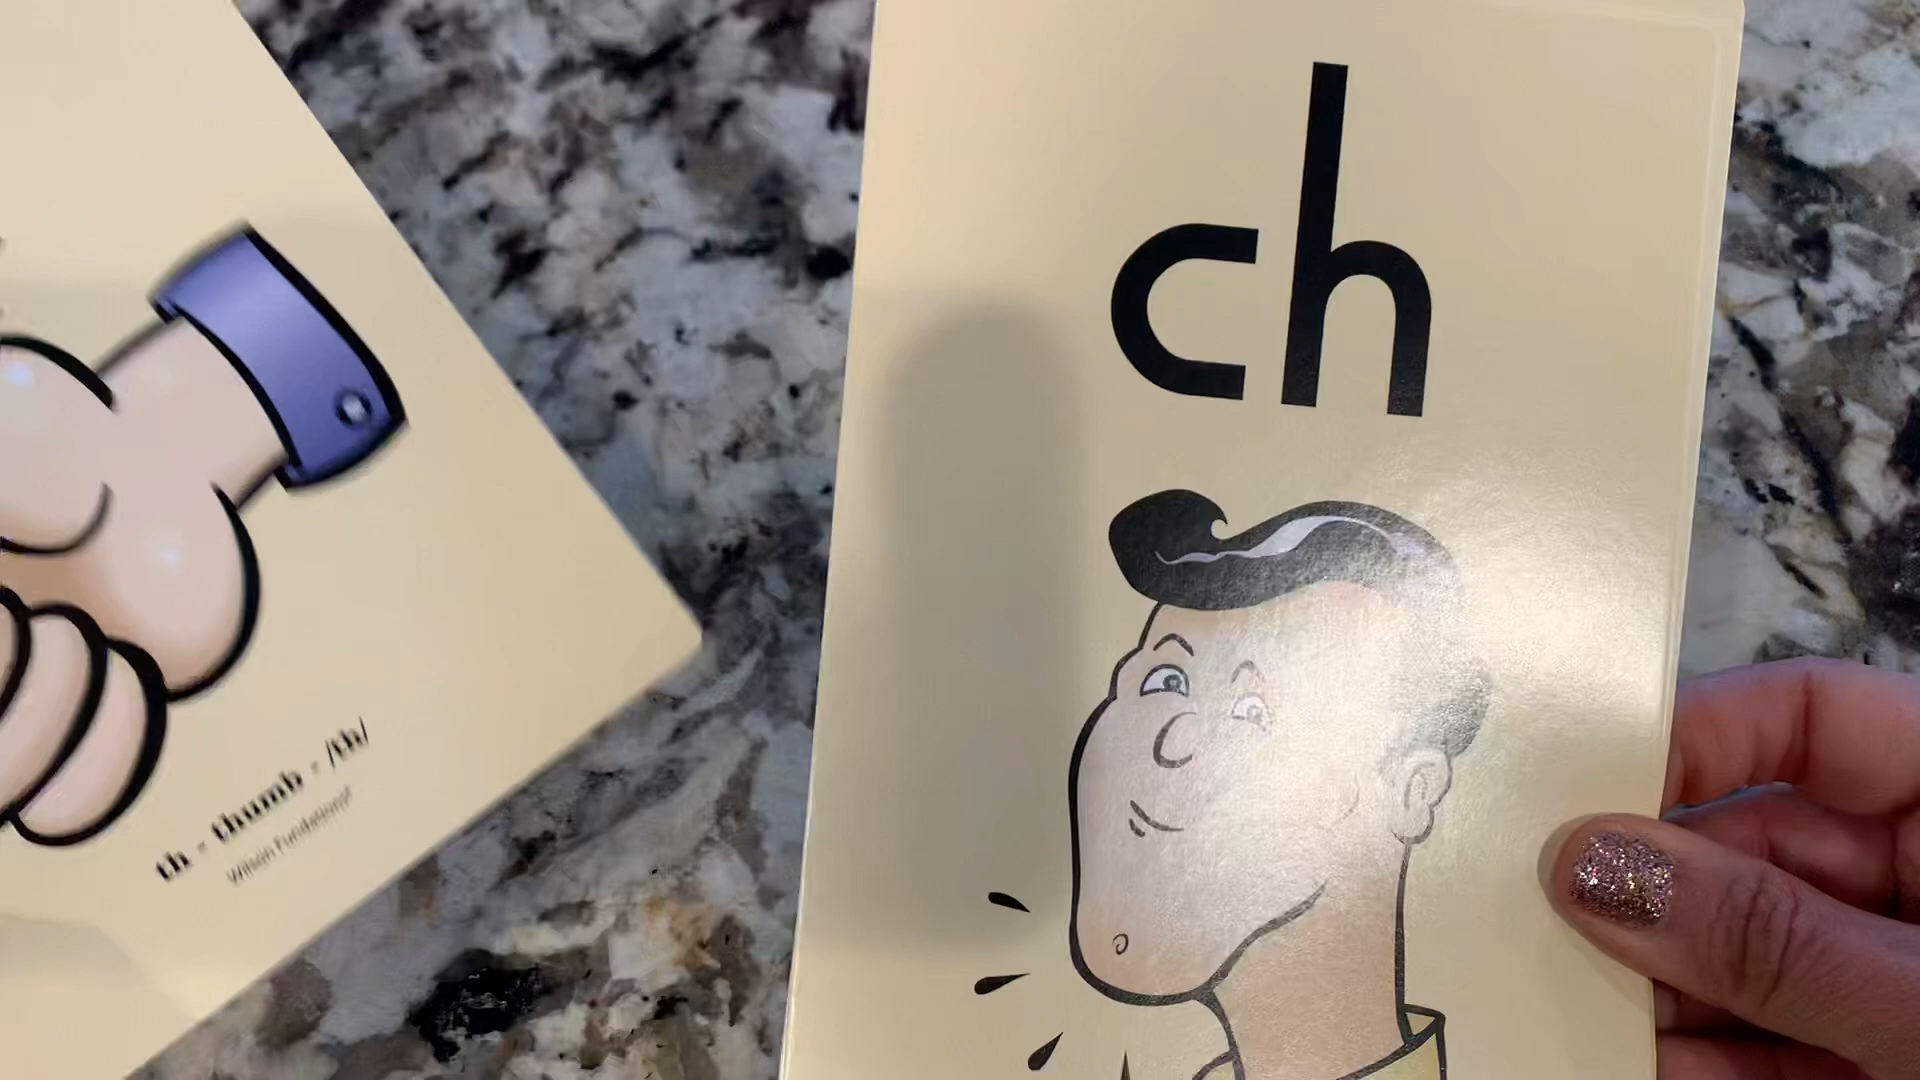 ch
th - thumb - /th/
Wilson Fundations®